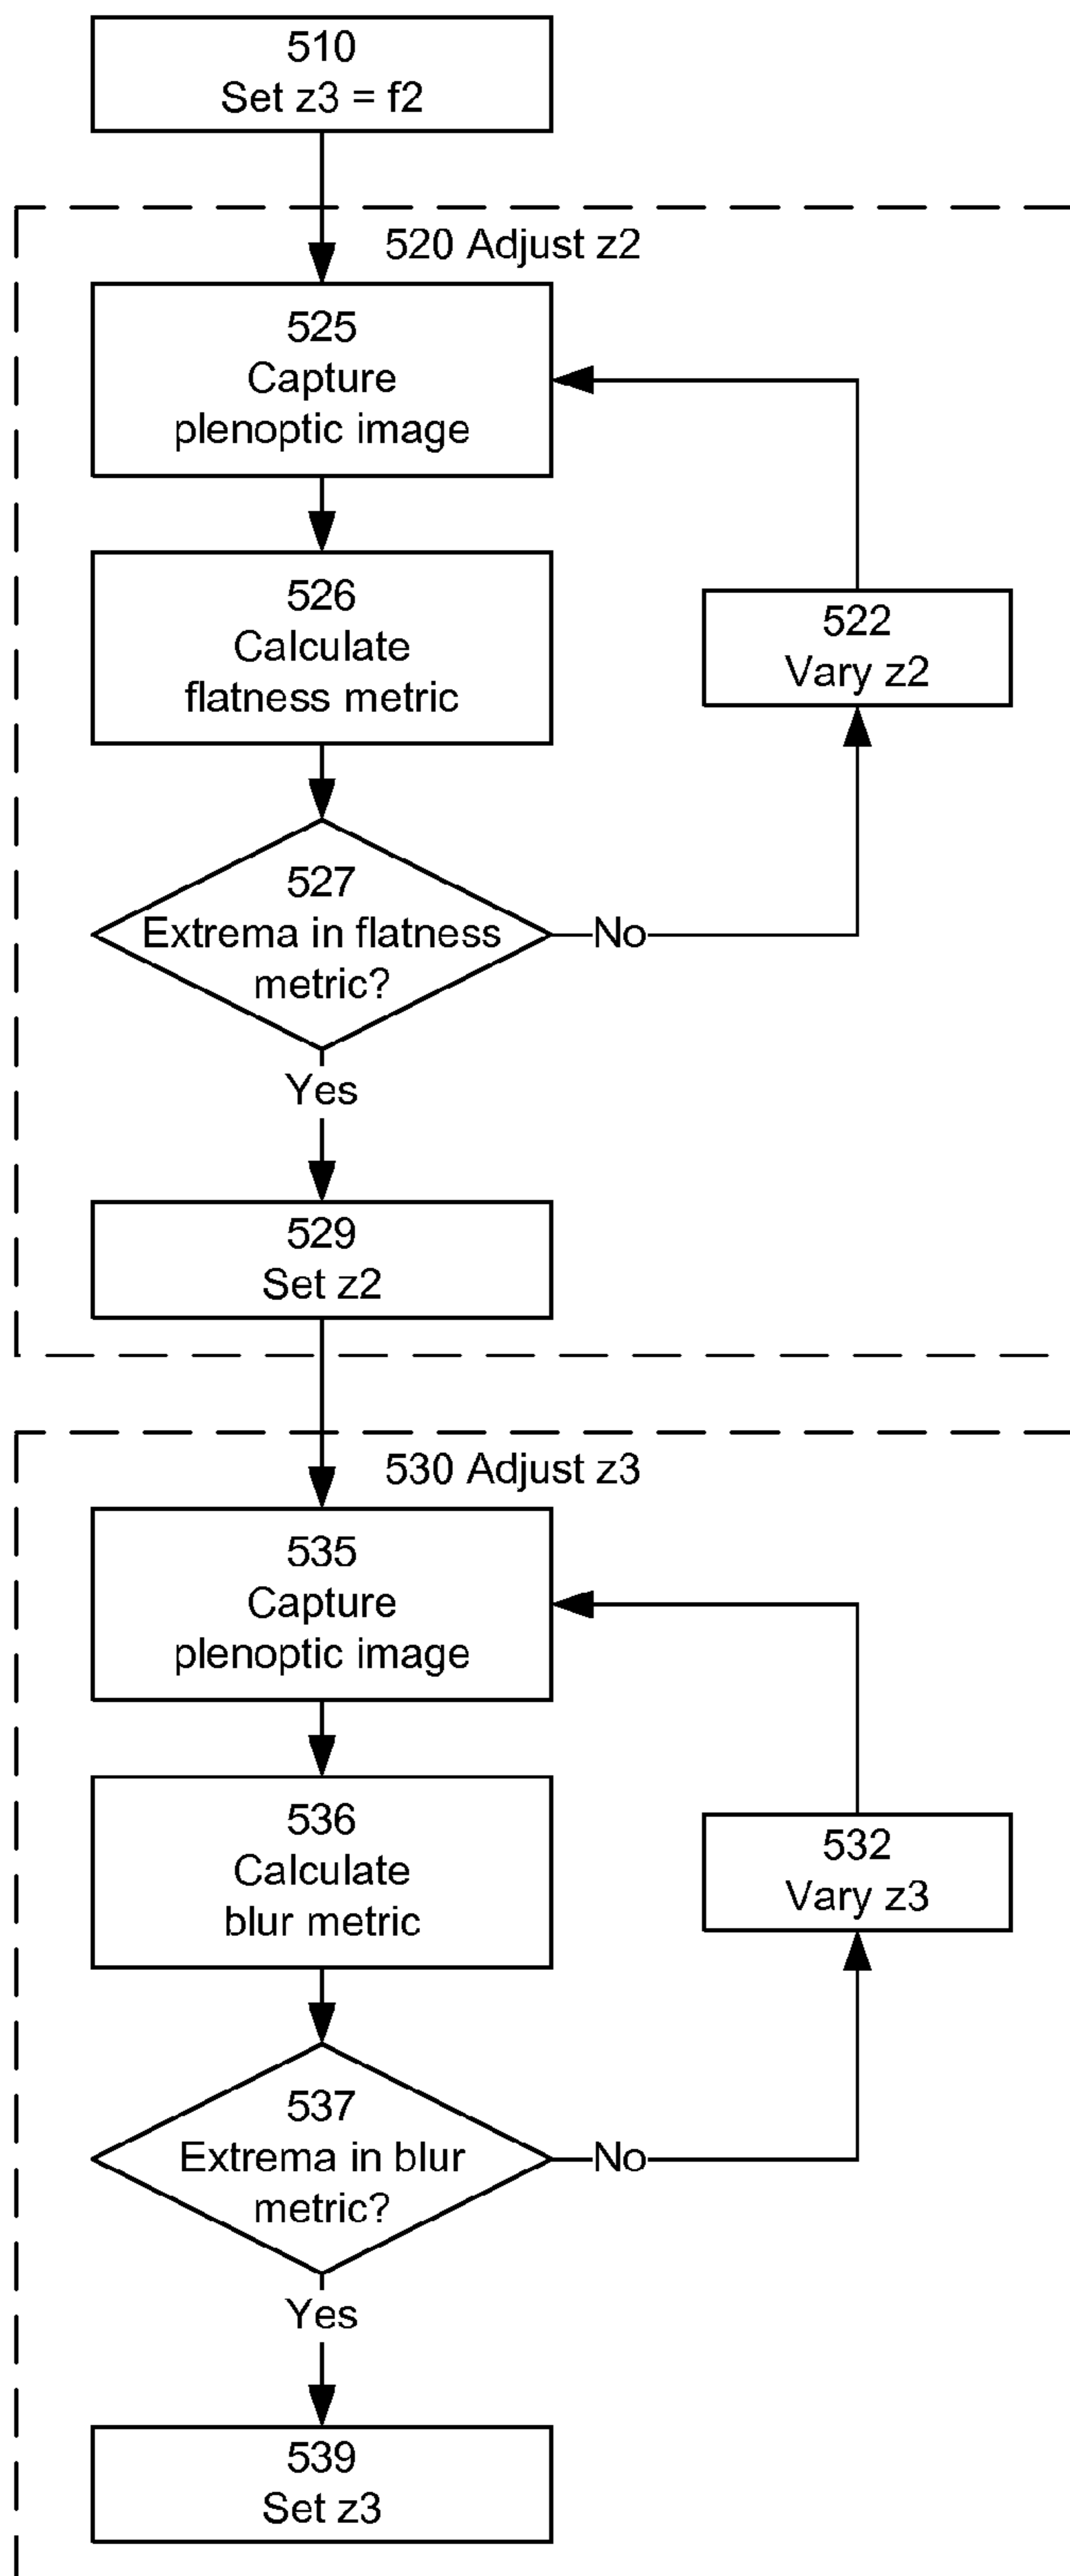 510
Set z3 = f2
520 Adjust z2
525
Capture
plenoptic image
526
Calculate
flatness metric
522
Vary z2
527
Extrema in flatness
metric?
No
Yes
529
Set z2
530 Adjust z3
535
Capture
plenoptic image
536
Calculate
blur metric
532
Vary z3
537
Extrema in blur
metric?
No
Yes
539
Set z3